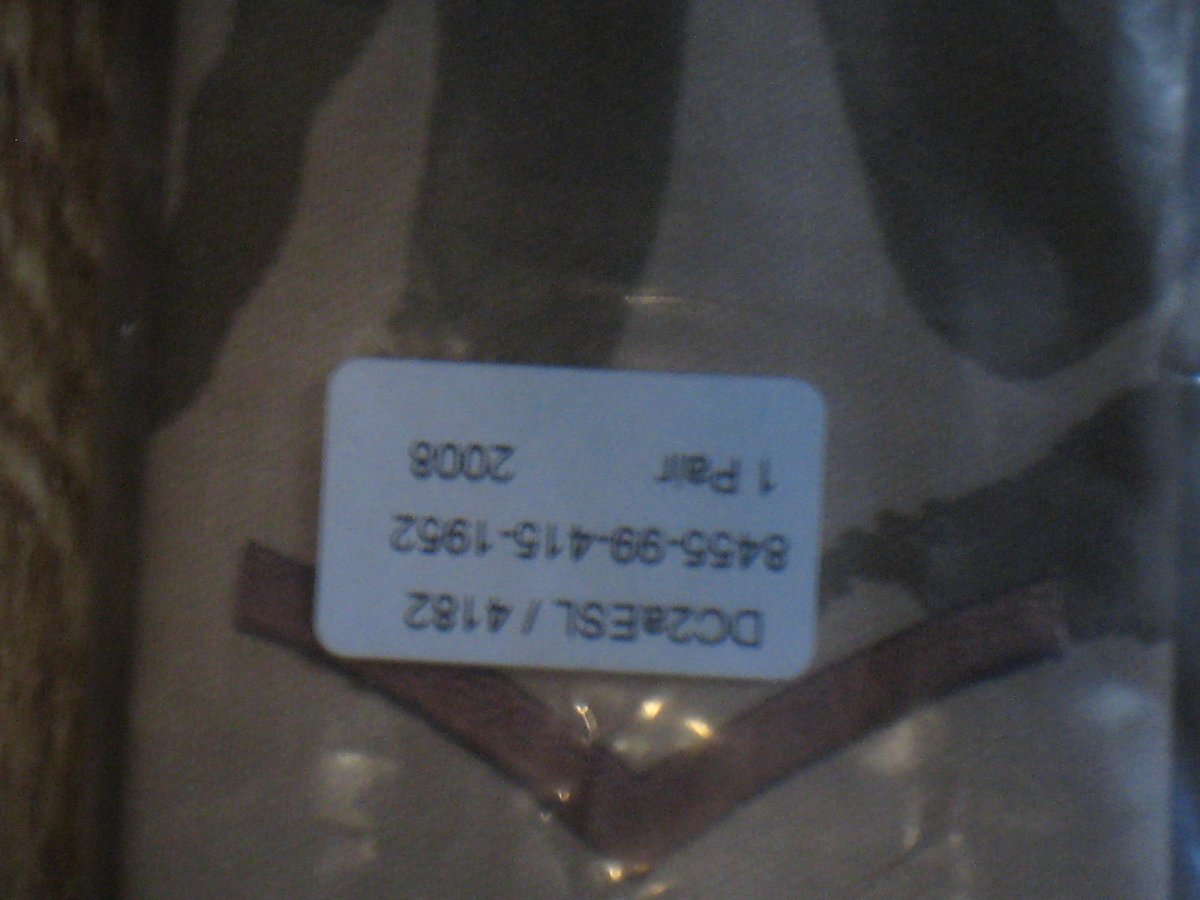 DC2aESL / 4182
8455-99-415-1952
1 Pair 2008